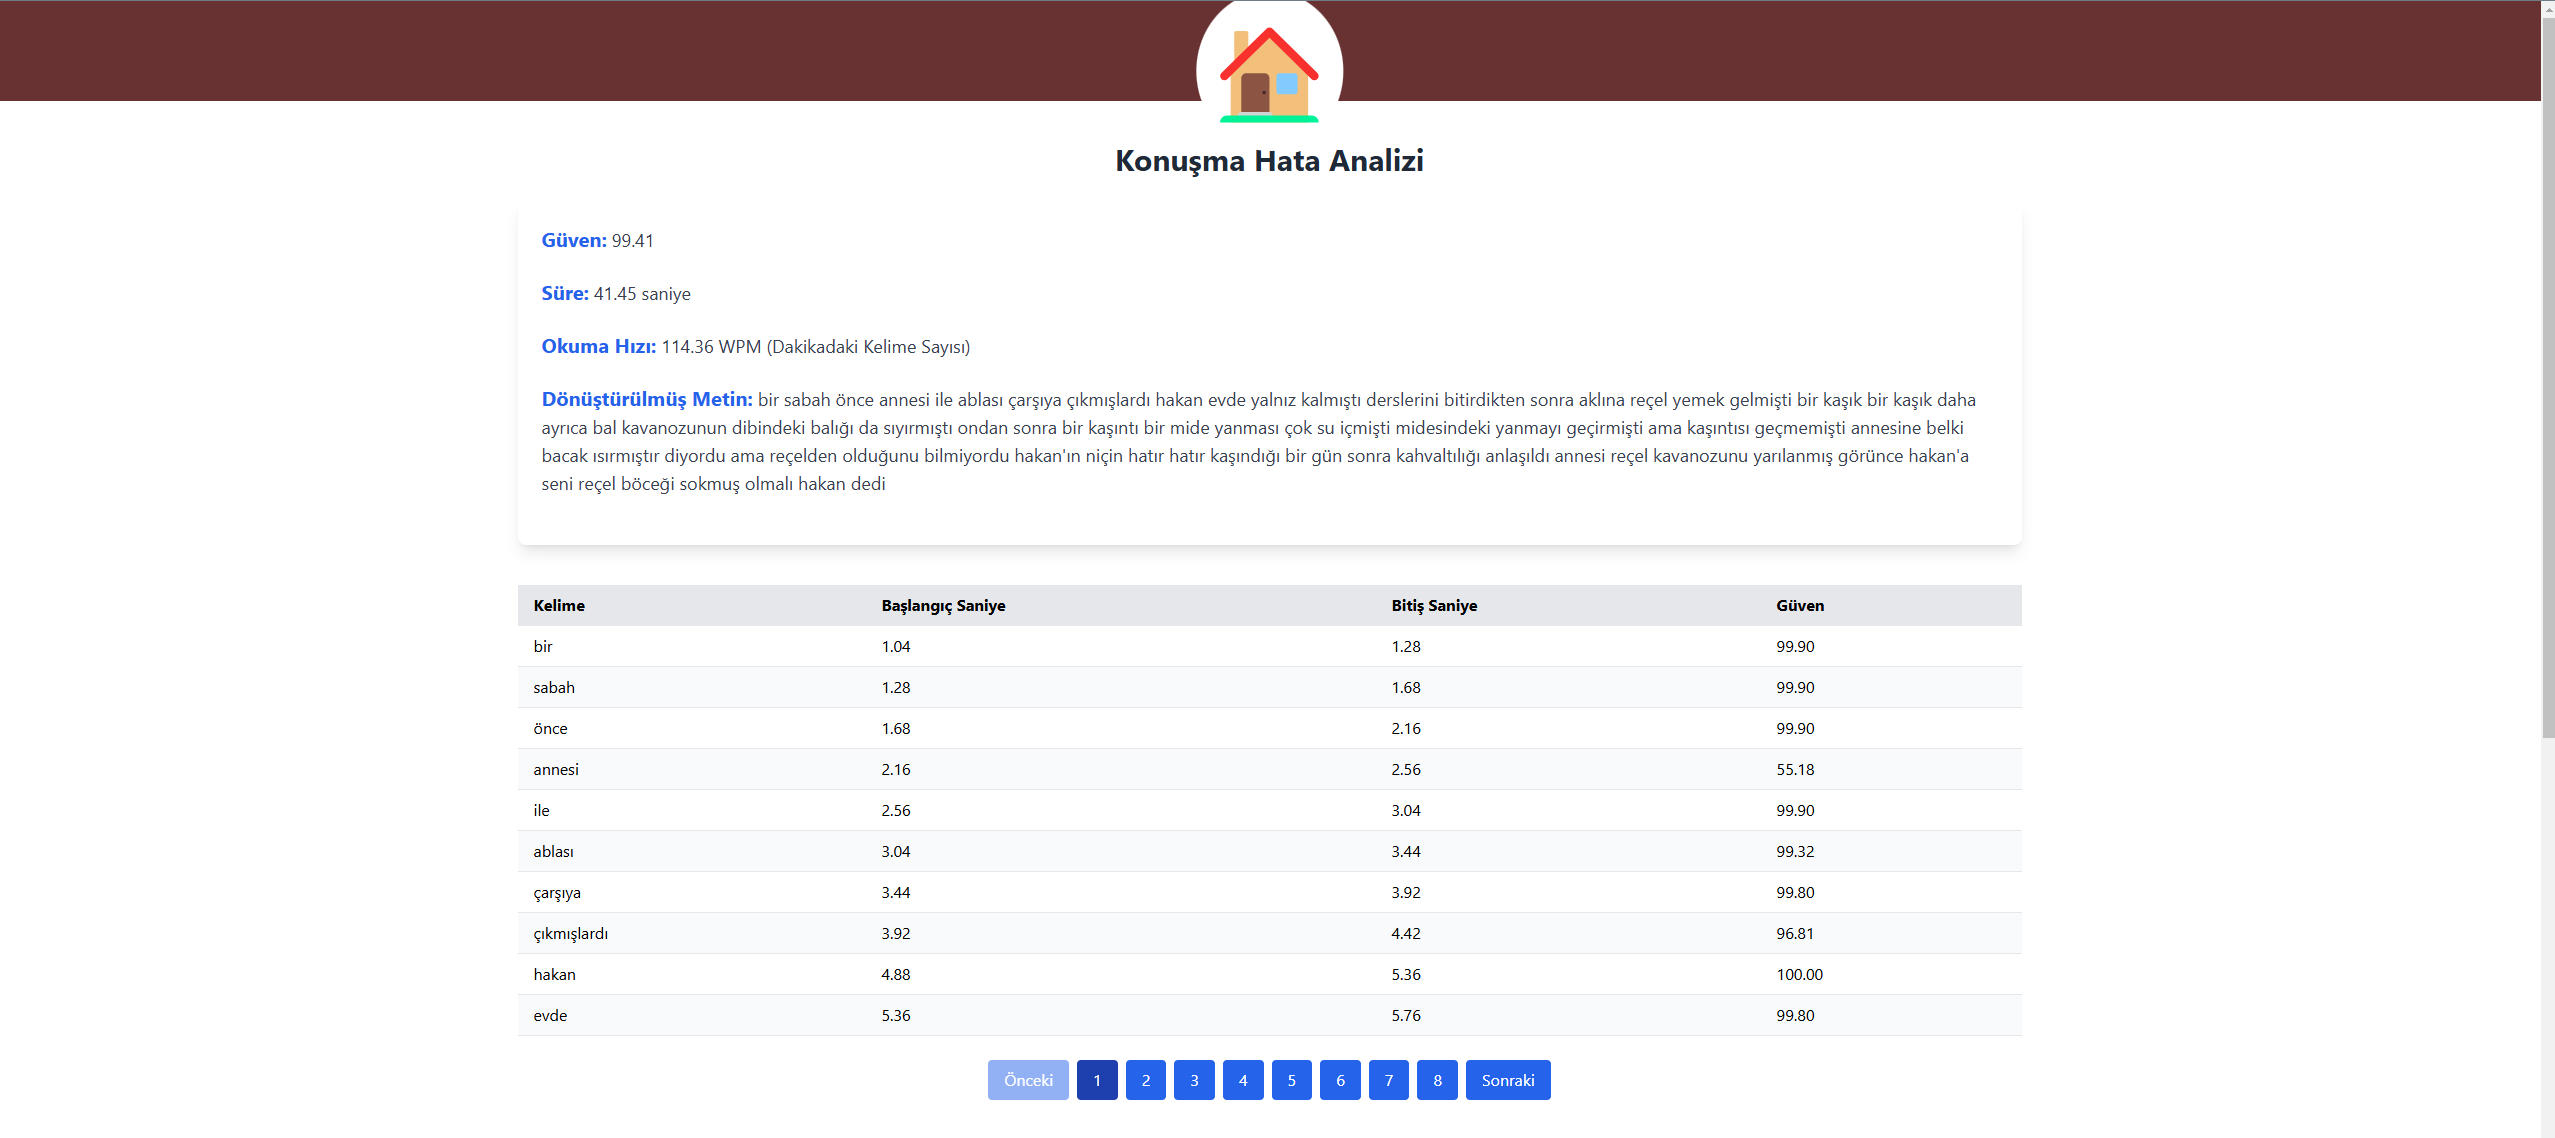 Konuşma Hata Analizi
Güven: 99.41
Süre: 41.45 saniye
Okuma Hızı: 114.36 WPM (Dakikadaki Kelime Sayısı)
Dönüştürülmüş Metin: bir sabah önce annesi ile ablası çarşıya çıkmışlardı hakan evde yalnız kalmıştı derslerini bitirdikten sonra aklına reçel yemek gelmişti bir kaşık bir kaşık daha
ayrıca bal kavanozunun dibindeki balığı da sıyırmıştı ondan sonra bir kaşıntı bir mide yanması çok su içmişti midesindeki yanmayı geçirmişti ama kaşıntısı geçmemişti annesine belki
bacak ısırmıştır diyordu ama reçelden olduğunu bilmiyordu hakan'ın niçin hatır hatır kaşındığı bir gün sonra kahvaltılığı anlaşıldı annesi reçel kavanozunu yarılanmış görünce hakan'a
seni reçel böceği sokmuş olmalı hakan dedi
Kelime Başlangıç Saniye Bitiş Saniye Güven
bir 1.04 1.28 99.90
sabah 1.28 1.68 99.90
önce 1.68 2.16 99.90
annesi 2.16 2.56 55.18
ile 2.56 3.04 99.90
ablası 3.04 3.44 99.32
çarşıya 3.44 3.92 99.80
çıkmışlardı 3.92 4.42 96.81
hakan 4.88 5.36 100.00
evde 5.36 5.76 99.80
Önceki 1 2 3 4 5 6 7 8 Sonraki